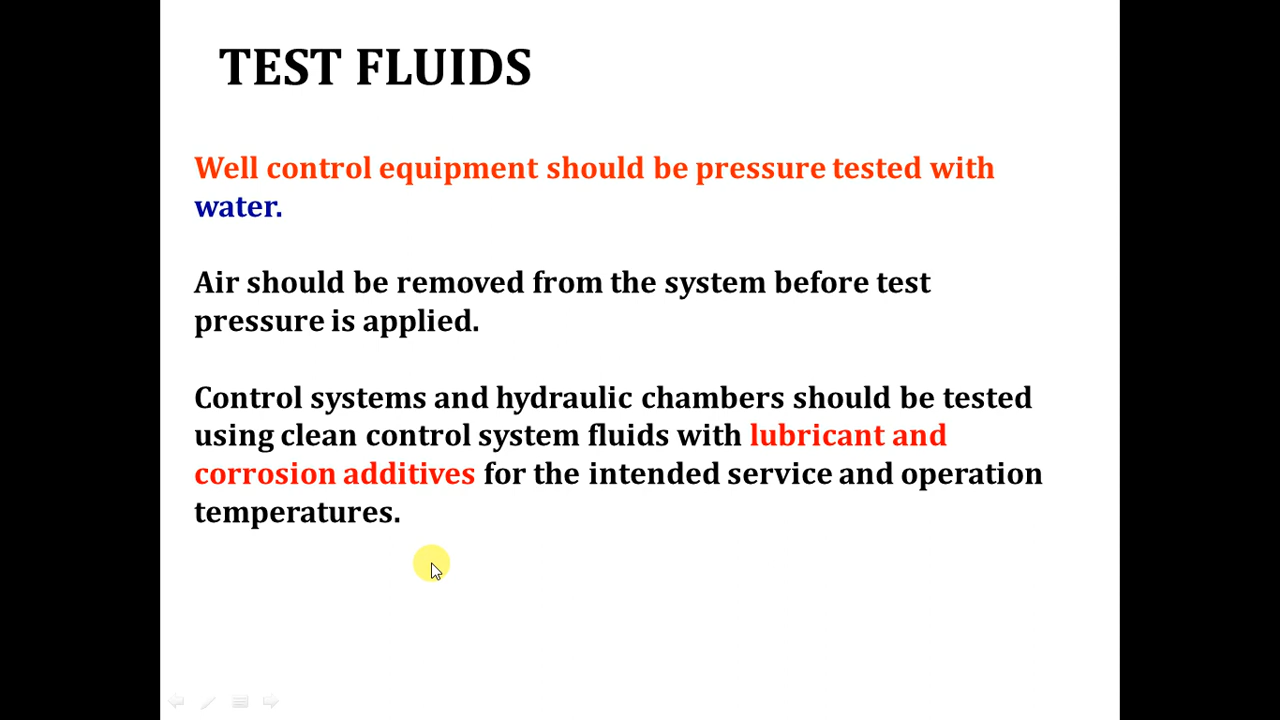 TEST FLUIDS
Well control equipment should be pressure tested with
water.
Air should be removed from the system before test
pressure is applied.
Control systems and hydraulic chambers should be tested
using clean control system fluids with lubricant and
corrosion additives for the intended service and operation
temperatures.